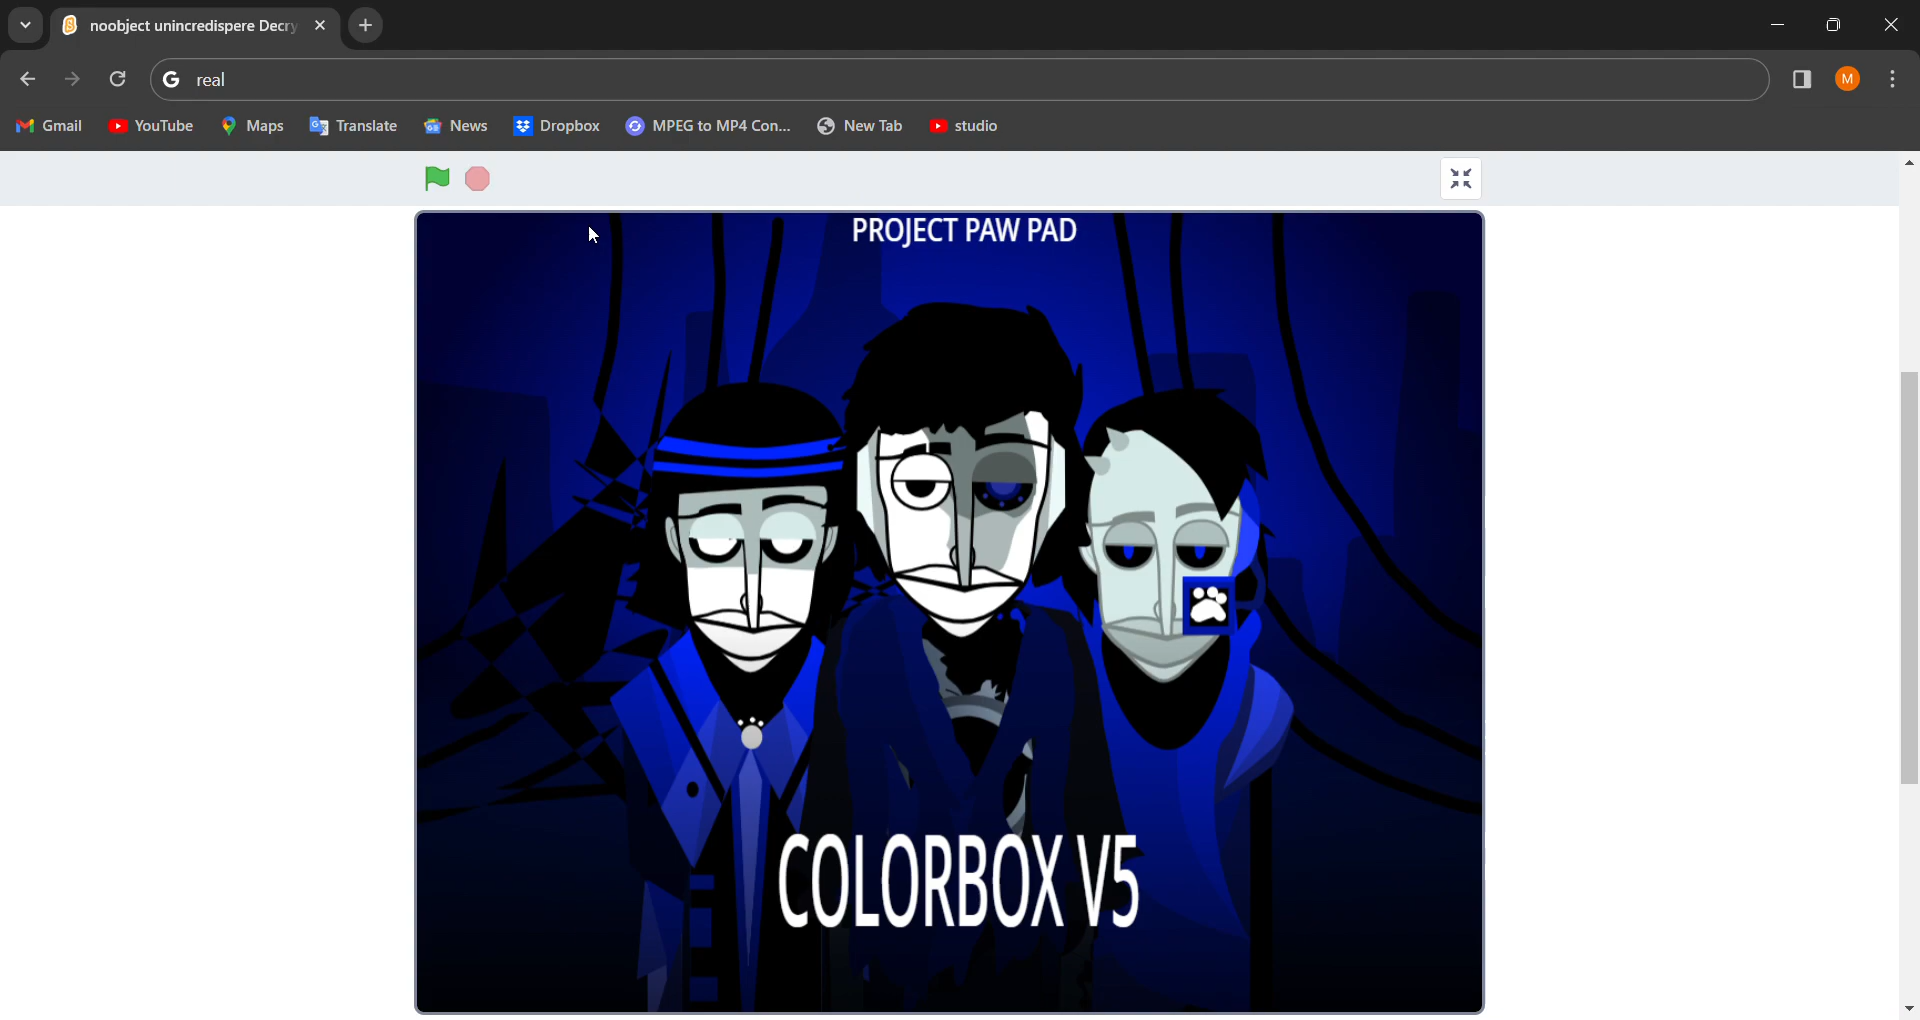 noobject unincredispere Decry
real
M
Gmail YouTube Maps Translate News Dropbox MPEG to MP4 Con... New Tab studio
PROJECT PAW PAD
COLORBOX V5